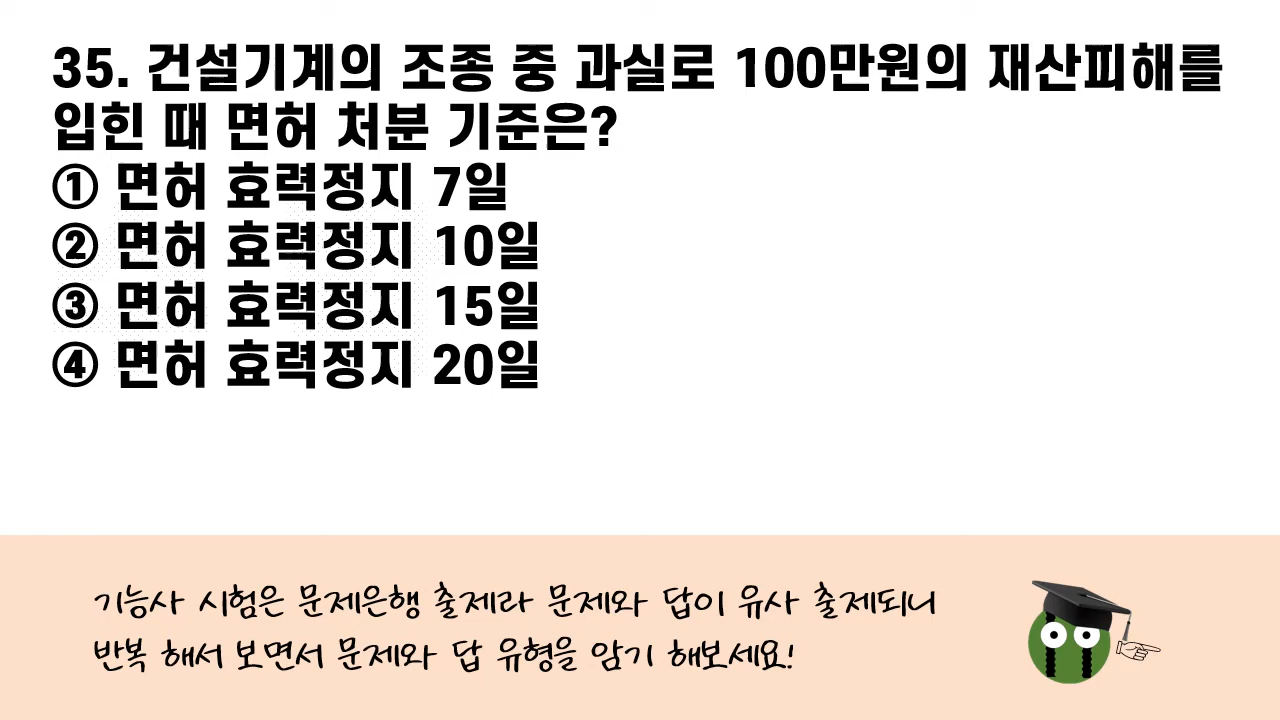 35. 건설기계의 조종 중 과실로 100만원의 재산피해를
입힌 때 면허 처분 기준은?
① 면허 효력정지 7일
② 면허 효력정지 10일
③ 면허 효력정지 15일
④ 면허 효력정지 20일
기능사 시험은 문제은행 출제라 문제와 답이 유사 출제되니
반복 해서 보면서 문제와 답 유형을 암기 해보세요!